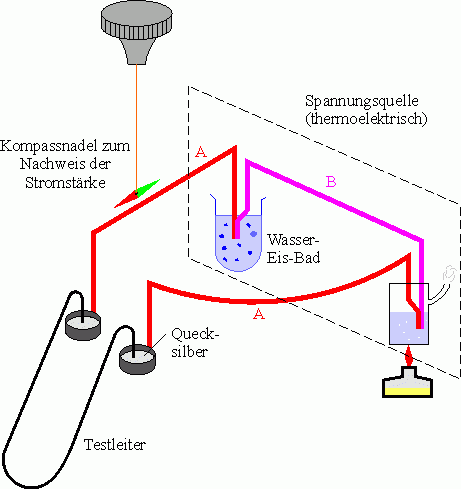 Spannungsquelle
(thermoelektrisch)
Kompassnadel zum
Nachweis der
Stromstärke
A
B
Wasser-
Eis-Bad
A
Queck-
silber
Testleiter